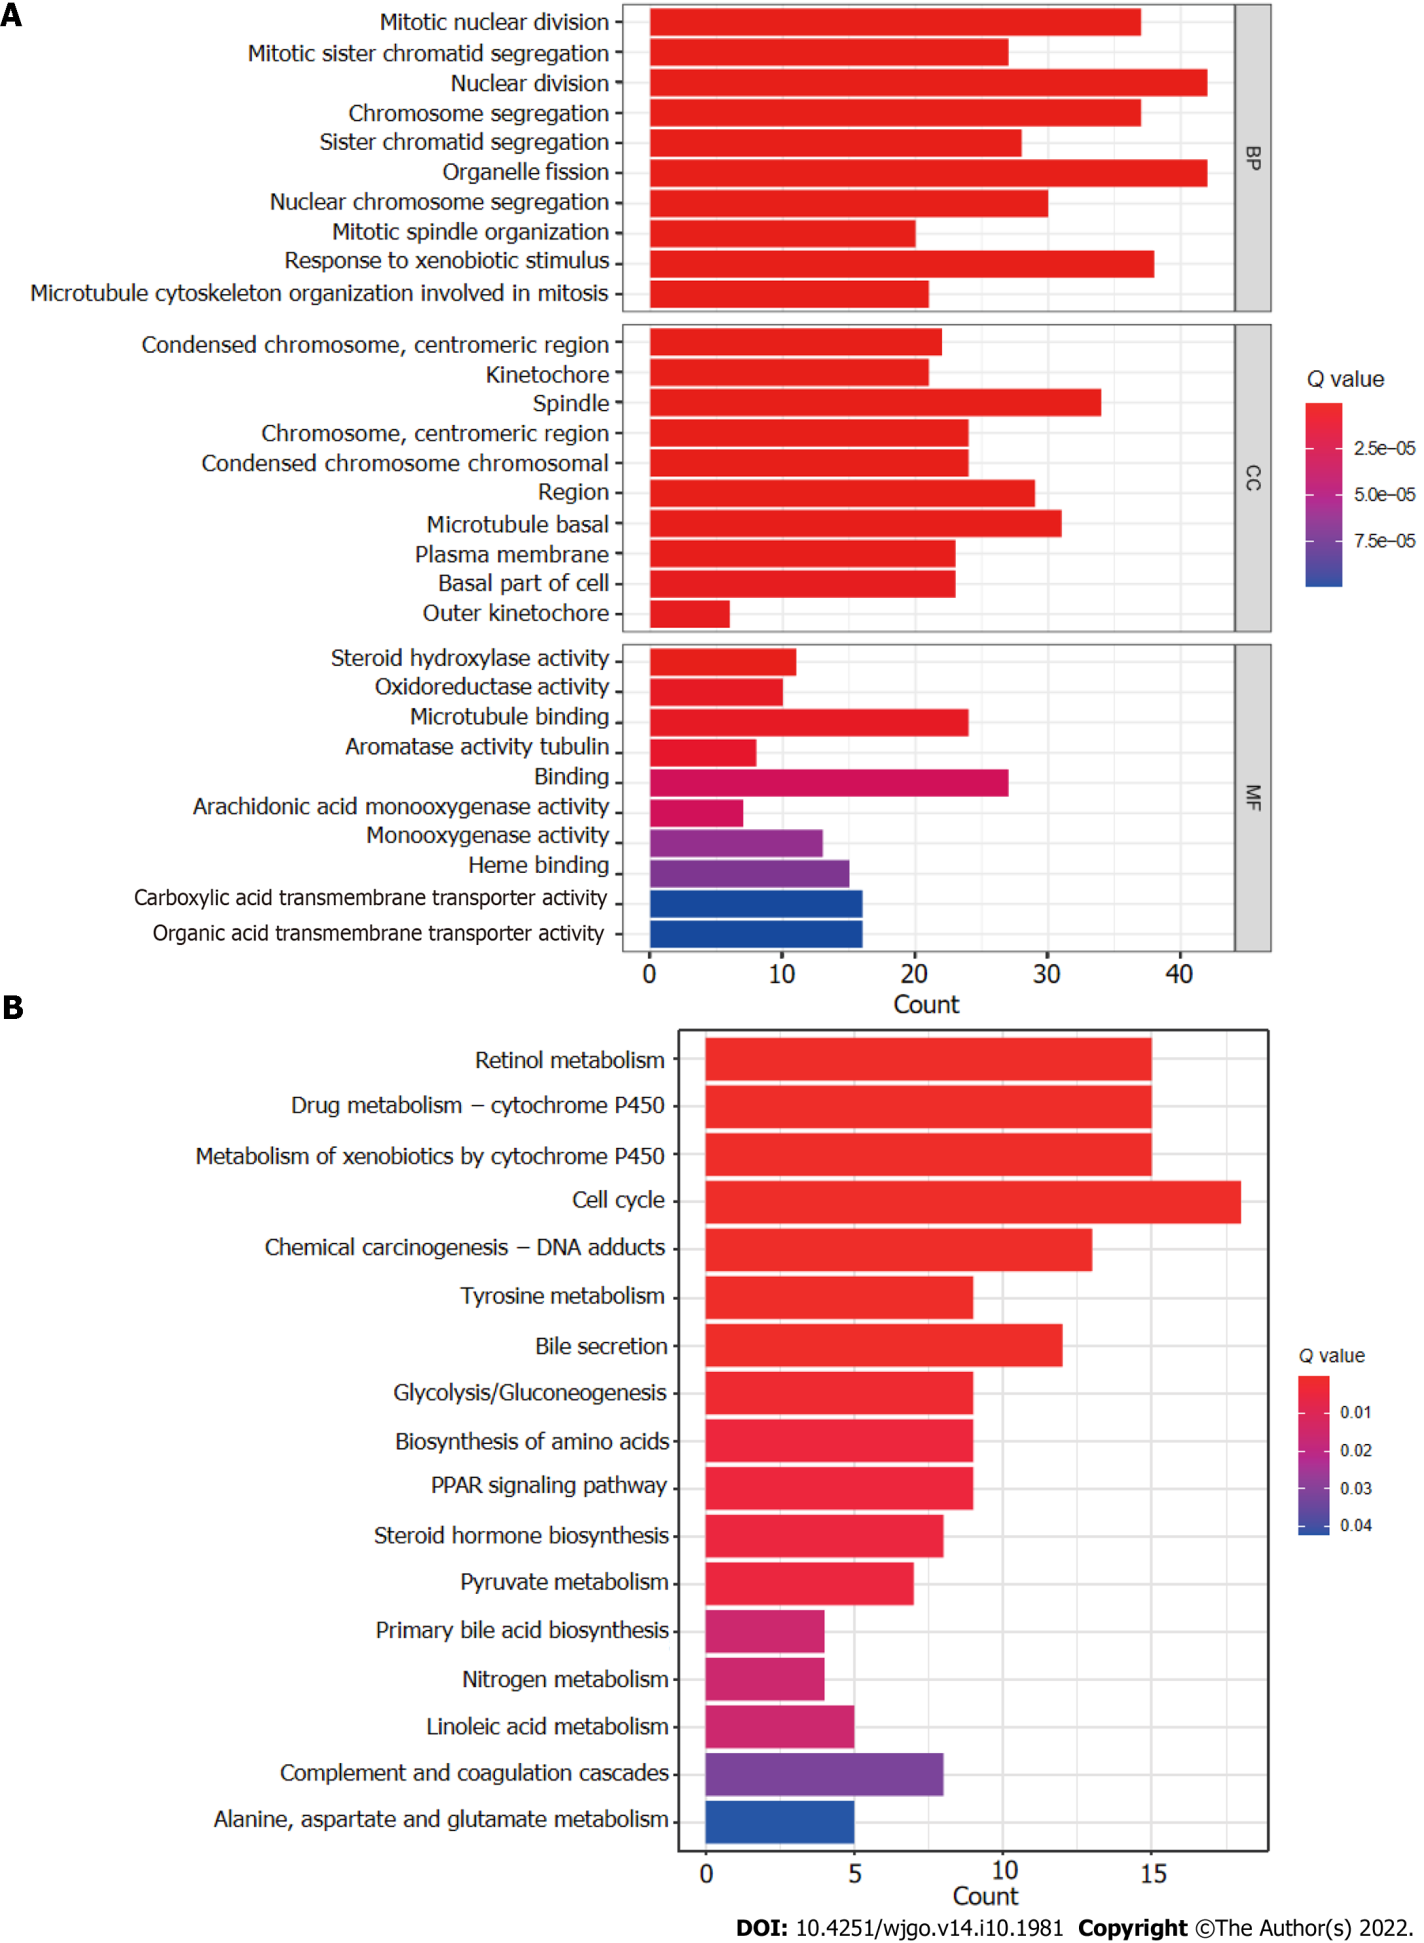 A
Mitotic nuclear division
Mitotic sister chromatid segregation
Nuclear division
Chromosome segregation
Sister chromatid segregation
Organelle fission
Nuclear chromosome segregation
Mitotic spindle organization
Response to xenobiotic stimulus
Microtubule cytoskeleton organization involved in mitosis
BP
Condensed chromosome, centromeric region
Kinetochore
Spindle
Chromosome, centromeric region
Condensed chromosome chromosomal
Region
Microtubule basal
Plasma membrane
Basal part of cell
Outer kinetochore
CC
Steroid hydroxylase activity
Oxidoreductase activity
Microtubule binding
Aromatase activity tubulin
Binding
Arachidonic acid monooxygenase activity
Monooxygenase activity
Heme binding
Carboxylic acid transmembrane transporter activity
Organic acid transmembrane transporter activity
MF
0 10 20 30 40
Count
Q value
2.5e−05
5.0e−05
7.5e−05
B
Retinol metabolism
Drug metabolism − cytochrome P450
Metabolism of xenobiotics by cytochrome P450
Cell cycle
Chemical carcinogenesis − DNA adducts
Tyrosine metabolism
Bile secretion
Glycolysis/Gluconeogenesis
Biosynthesis of amino acids
PPAR signaling pathway
Steroid hormone biosynthesis
Pyruvate metabolism
Primary bile acid biosynthesis
Nitrogen metabolism
Linoleic acid metabolism
Complement and coagulation cascades
Alanine, aspartate and glutamate metabolism
0 5 10 15
Count
Q value
0.01
0.02
0.03
0.04
DOI: 10.4251/wjgo.v14.i10.1981 Copyright ©The Author(s) 2022.